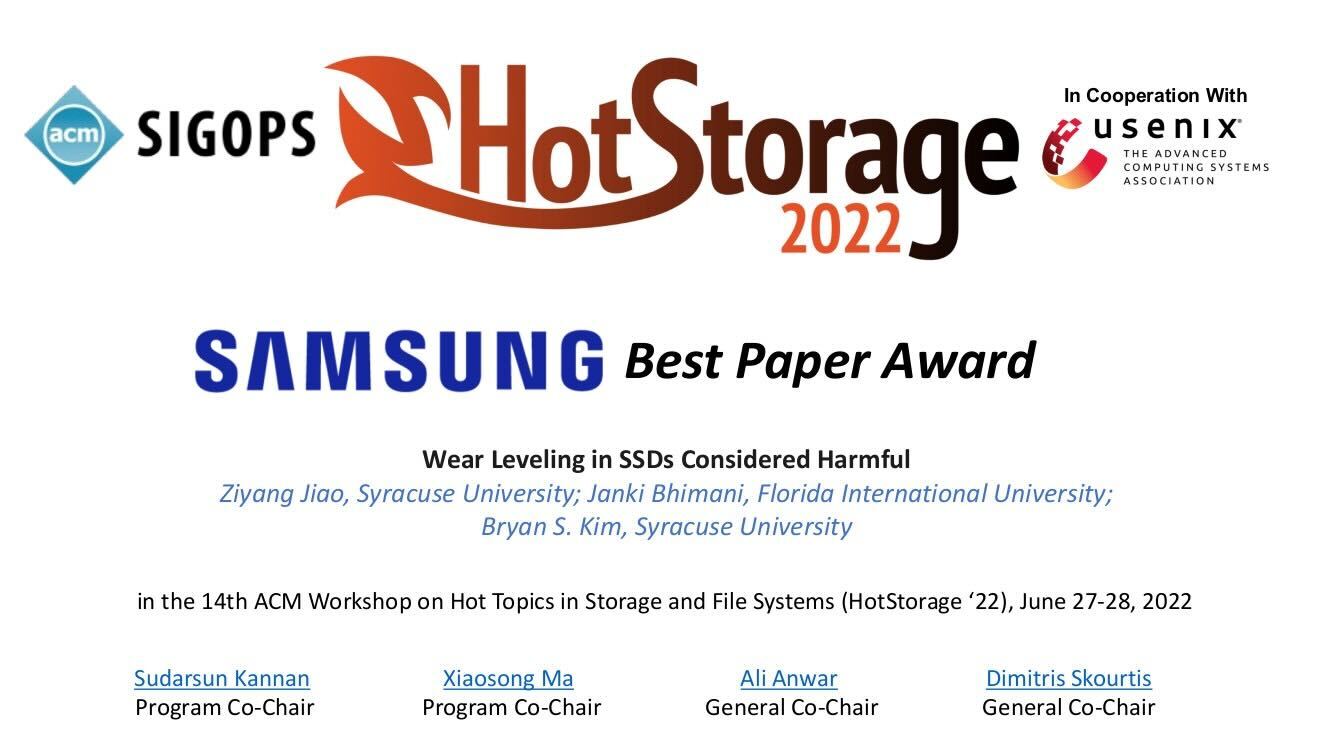 acm SIGOPS
HotStorage
2022
In Cooperation With
usenix®
THE ADVANCED
COMPUTING SYSTEMS
ASSOCIATION
SAMSUNG Best Paper Award
Wear Leveling in SSDs Considered Harmful
Ziyang Jiao, Syracuse University; Janki Bhimani, Florida International University;
Bryan S. Kim, Syracuse University
in the 14th ACM Workshop on Hot Topics in Storage and File Systems (HotStorage ‘22), June 27-28, 2022
Sudarsun Kannan Xiaosong Ma Ali Anwar Dimitris Skourtis
Program Co-Chair Program Co-Chair General Co-Chair General Co-Chair